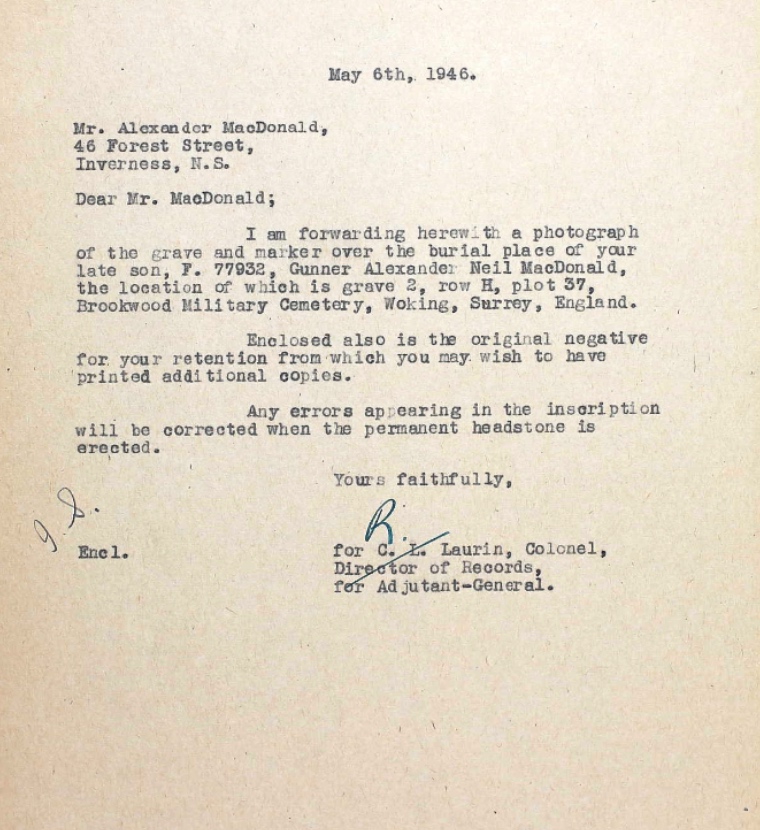 May 6th, 1946.
Mr. Alexander MacDonald,
46 Forest Street,
Inverness, N.S.
Dear Mr. MacDonald;
I am forwarding herewith a photograph
of the grave and marker over the burial place of your
late son, F. 77932, Gunner Alexander Neil MacDonald,
the location of which is grave 2, row H, plot 37,
Brookwood Military Cemetery, Woking, Surrey, England.
Enclosed also is the original negative
for your retention from which you may wish to have
printed additional copies.
Any errors appearing in the inscription
will be corrected when the permanent headstone is
erected.
Yours faithfully,
R.
Encl.
for C. L. Laurin, Colonel,
Director of Records,
for Adjutant-General.